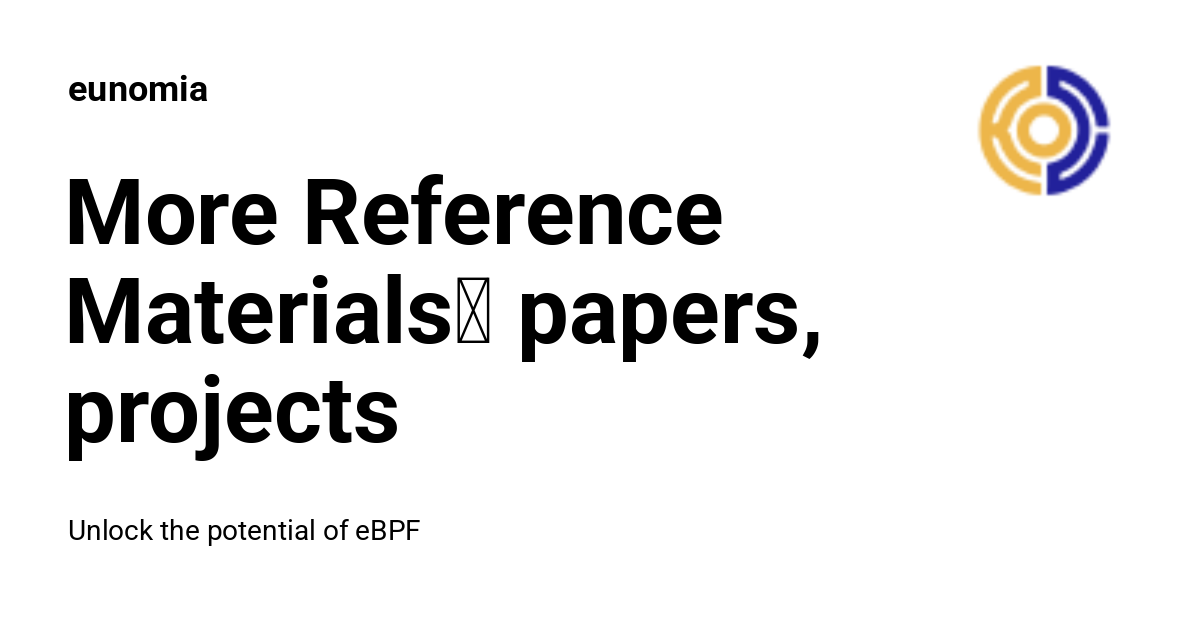 eunomia
More Reference
Materials papers,
projects
Unlock the potential of eBPF